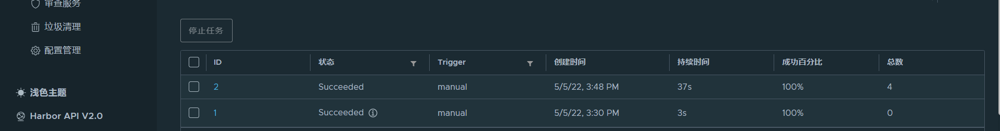 审查服务
垃圾清理
配置管理
浅色主题
Harbor API V2.0
停止任务
ID 状态 Trigger 创建时间 持续时间 成功百分比 总数
2 Succeeded manual 5/5/22, 3:48 PM 37s 100% 4
1 Succeeded manual 5/5/22, 3:30 PM 3s 100% 0